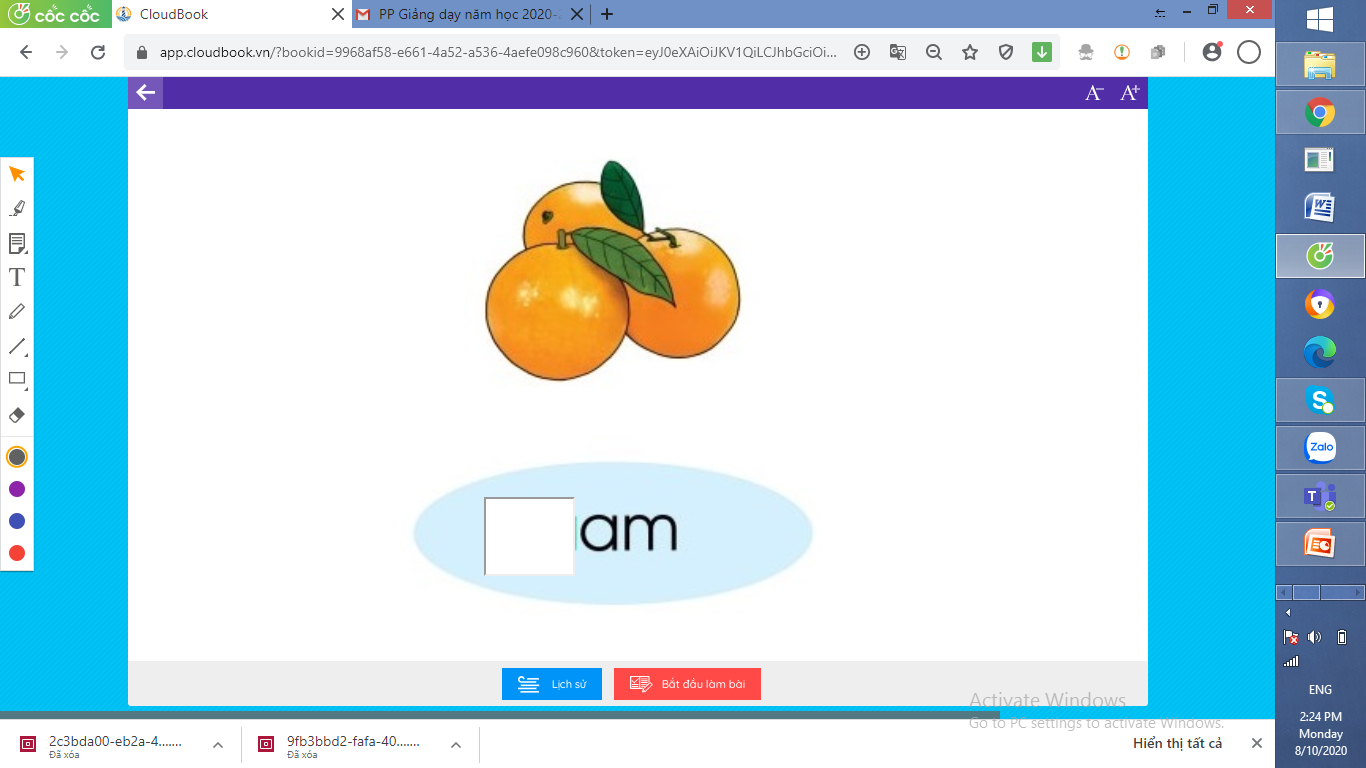 cốc cốc
CloudBook
PP Giảng dạy năm học 2020-2
app.cloudbook.vn/?bookid=9968af58-e661-4a52-a536-4aefe098c960&token=eyJ0eXAiOiJKV1QiLCJhbGciOi...
A-
A+
T
am
Lịch sử
Bắt đầu làm bài
Activate Windows
Go to PC settings to activate Windows.
2c3bda00-eb2a-4.......
Đã xóa
9fb3bbd2-fafa-40.......
Đã xóa
Hiển thị tất cả
Zalo
ENG
2:24 PM
Monday
8/10/2020